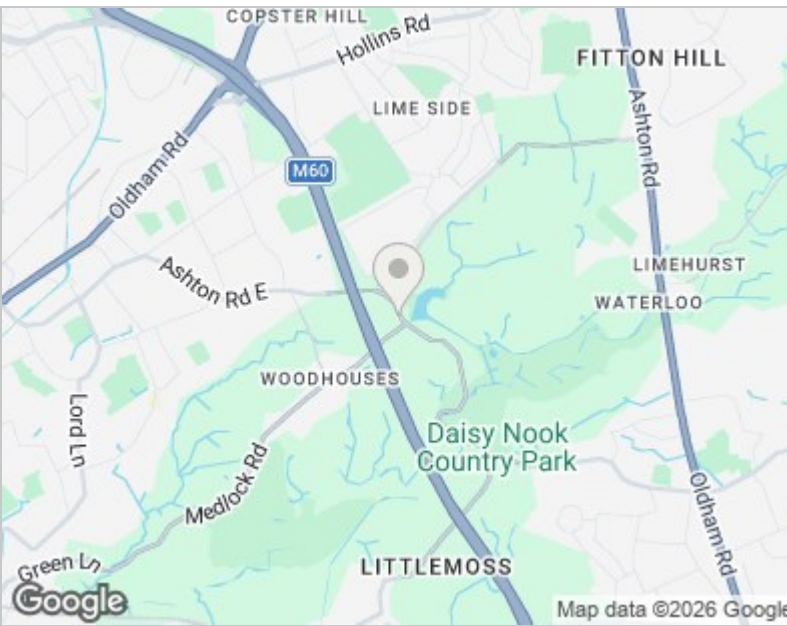 COPSTER HILL
Hollins Rd
FITTON HILL
LIME SIDE
Ashton Rd
Oldham Rd
M60
LIMEHURST
Ashton Rd E
WATERLOO
WOODHOUSES
Lord Ln
Daisy Nook
Country Park
Medlock Rd
Oldham Rd
Green Ln
LITTLEMOSS
Google
Map data ©2026 Google